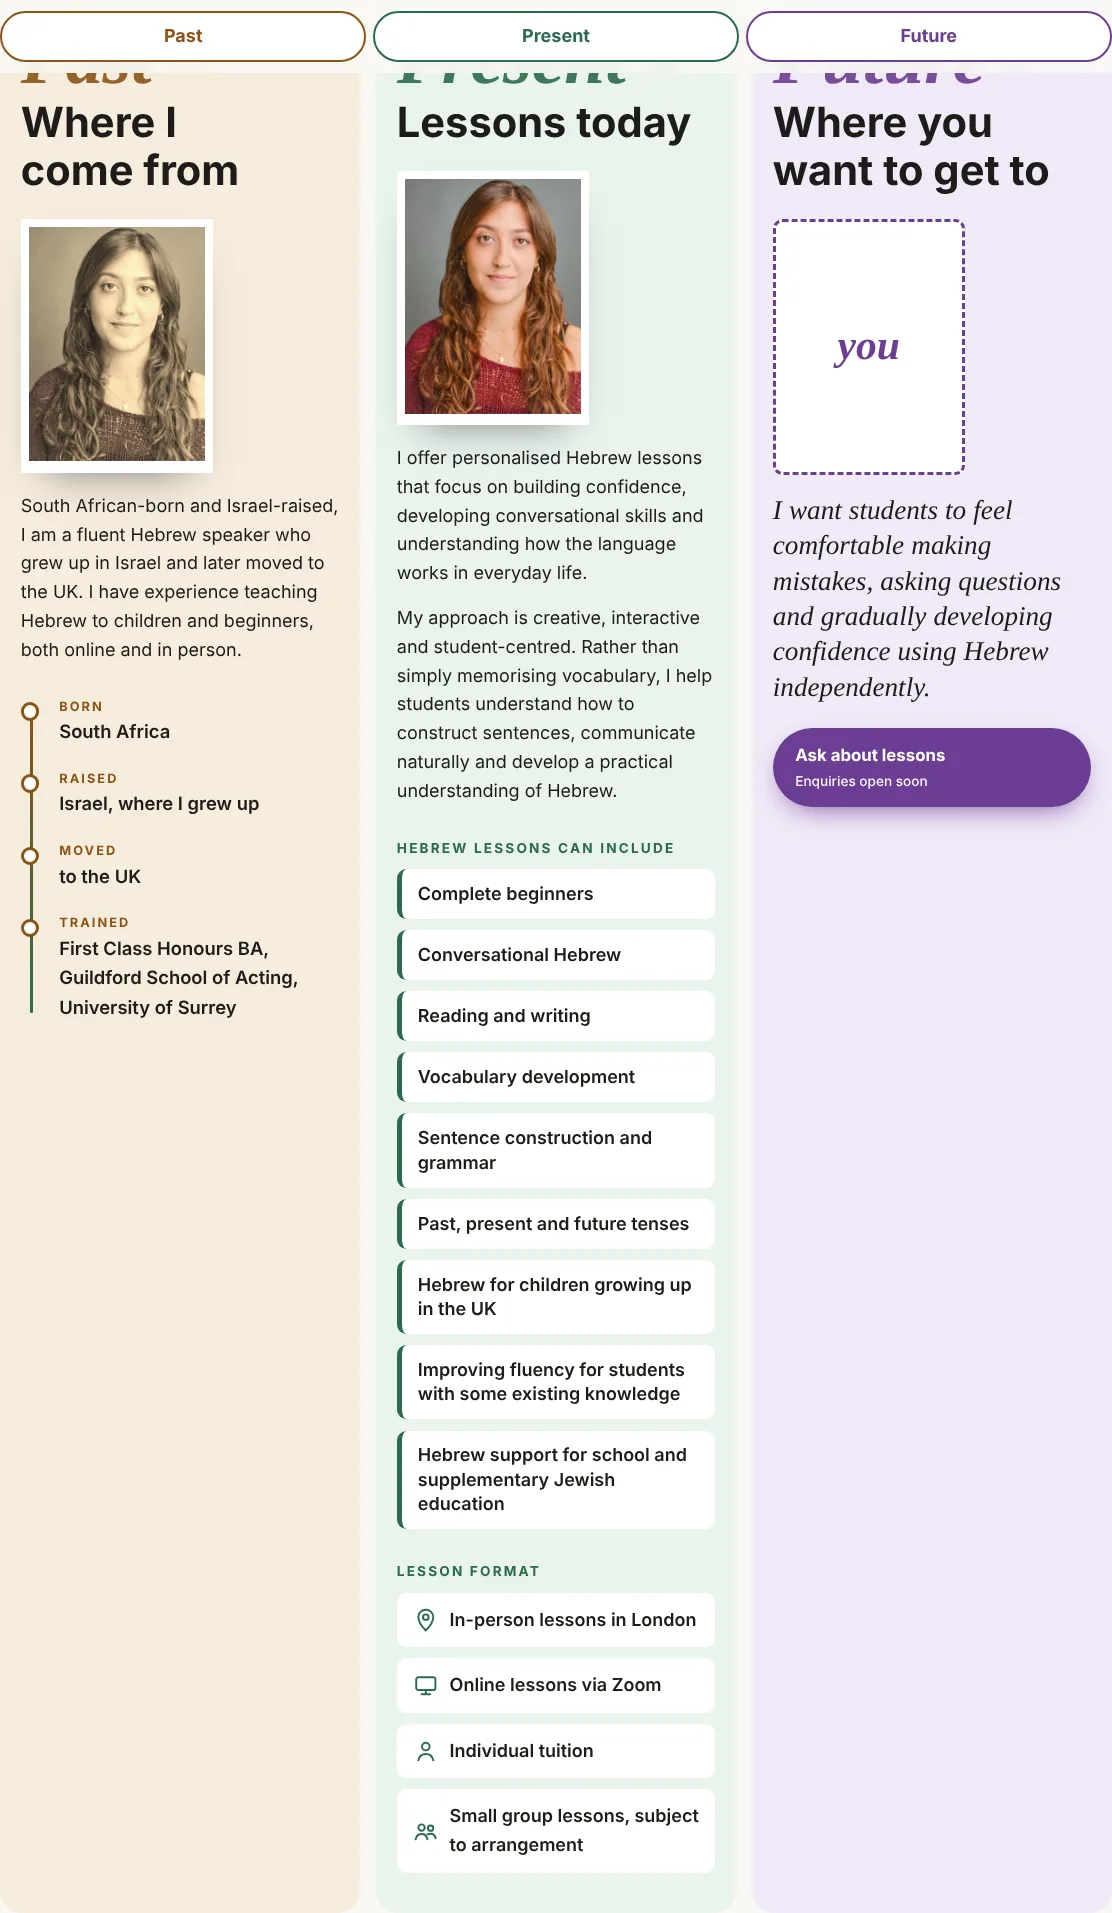 Past
Present
Future
Past
Where I
come from
South African-born and Israel-raised,
I am a fluent Hebrew speaker who
grew up in Israel and later moved to
the UK. I have experience teaching
Hebrew to children and beginners,
both online and in person.
BORN
South Africa
RAISED
Israel, where I grew up
MOVED
to the UK
TRAINED
First Class Honours BA,
Guildford School of Acting,
University of Surrey
Present
Lessons today
I offer personalised Hebrew lessons
that focus on building confidence,
developing conversational skills and
understanding how the language
works in everyday life.
My approach is creative, interactive
and student-centred. Rather than
simply memorising vocabulary, I help
students understand how to
construct sentences, communicate
naturally and develop a practical
understanding of Hebrew.
HEBREW LESSONS CAN INCLUDE
Complete beginners
Conversational Hebrew
Reading and writing
Vocabulary development
Sentence construction and
grammar
Past, present and future tenses
Hebrew for children growing up
in the UK
Improving fluency for students
with some existing knowledge
Hebrew support for school and
supplementary Jewish
education
LESSON FORMAT
In-person lessons in London
Online lessons via Zoom
Individual tuition
Small group lessons, subject
to arrangement
Future
Where you
want to get to
you
I want students to feel
comfortable making
mistakes, asking questions
and gradually developing
confidence using Hebrew
independently.
Ask about lessons
Enquiries open soon